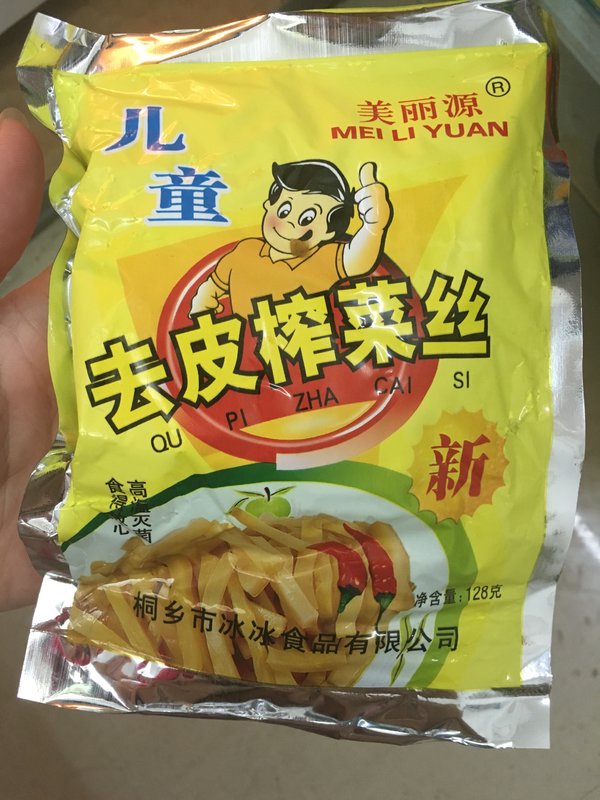 美丽源®
MEI LI YUAN
儿童
去皮榨菜丝
QU PI ZHA CAI SI
新
高温灭菌
食得放心
净含量:128克
桐乡市冰冰食品有限公司